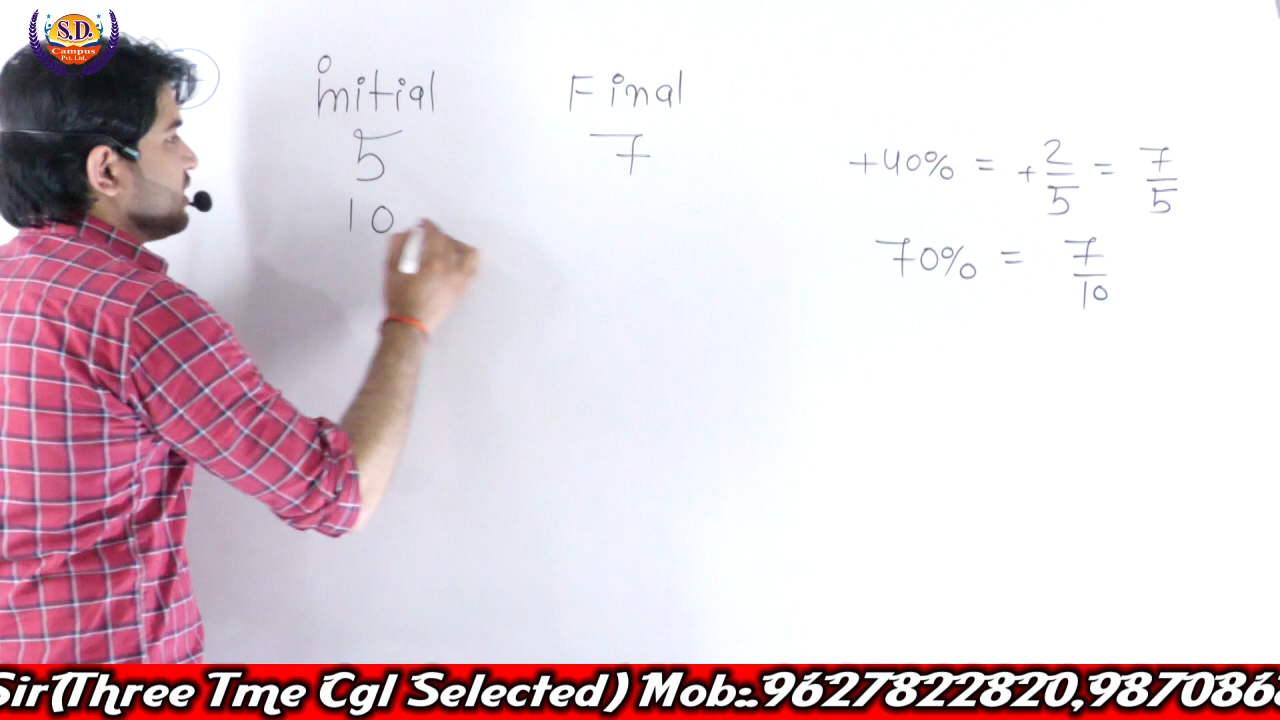 S.D.
Campus
Pvt. Ltd.
Initial Final
5 7
10
+40% = +2/5 = 7/5
70% = 7/10
Sir(Three Tme Cgl Selected) Mob:.9627822820,987086